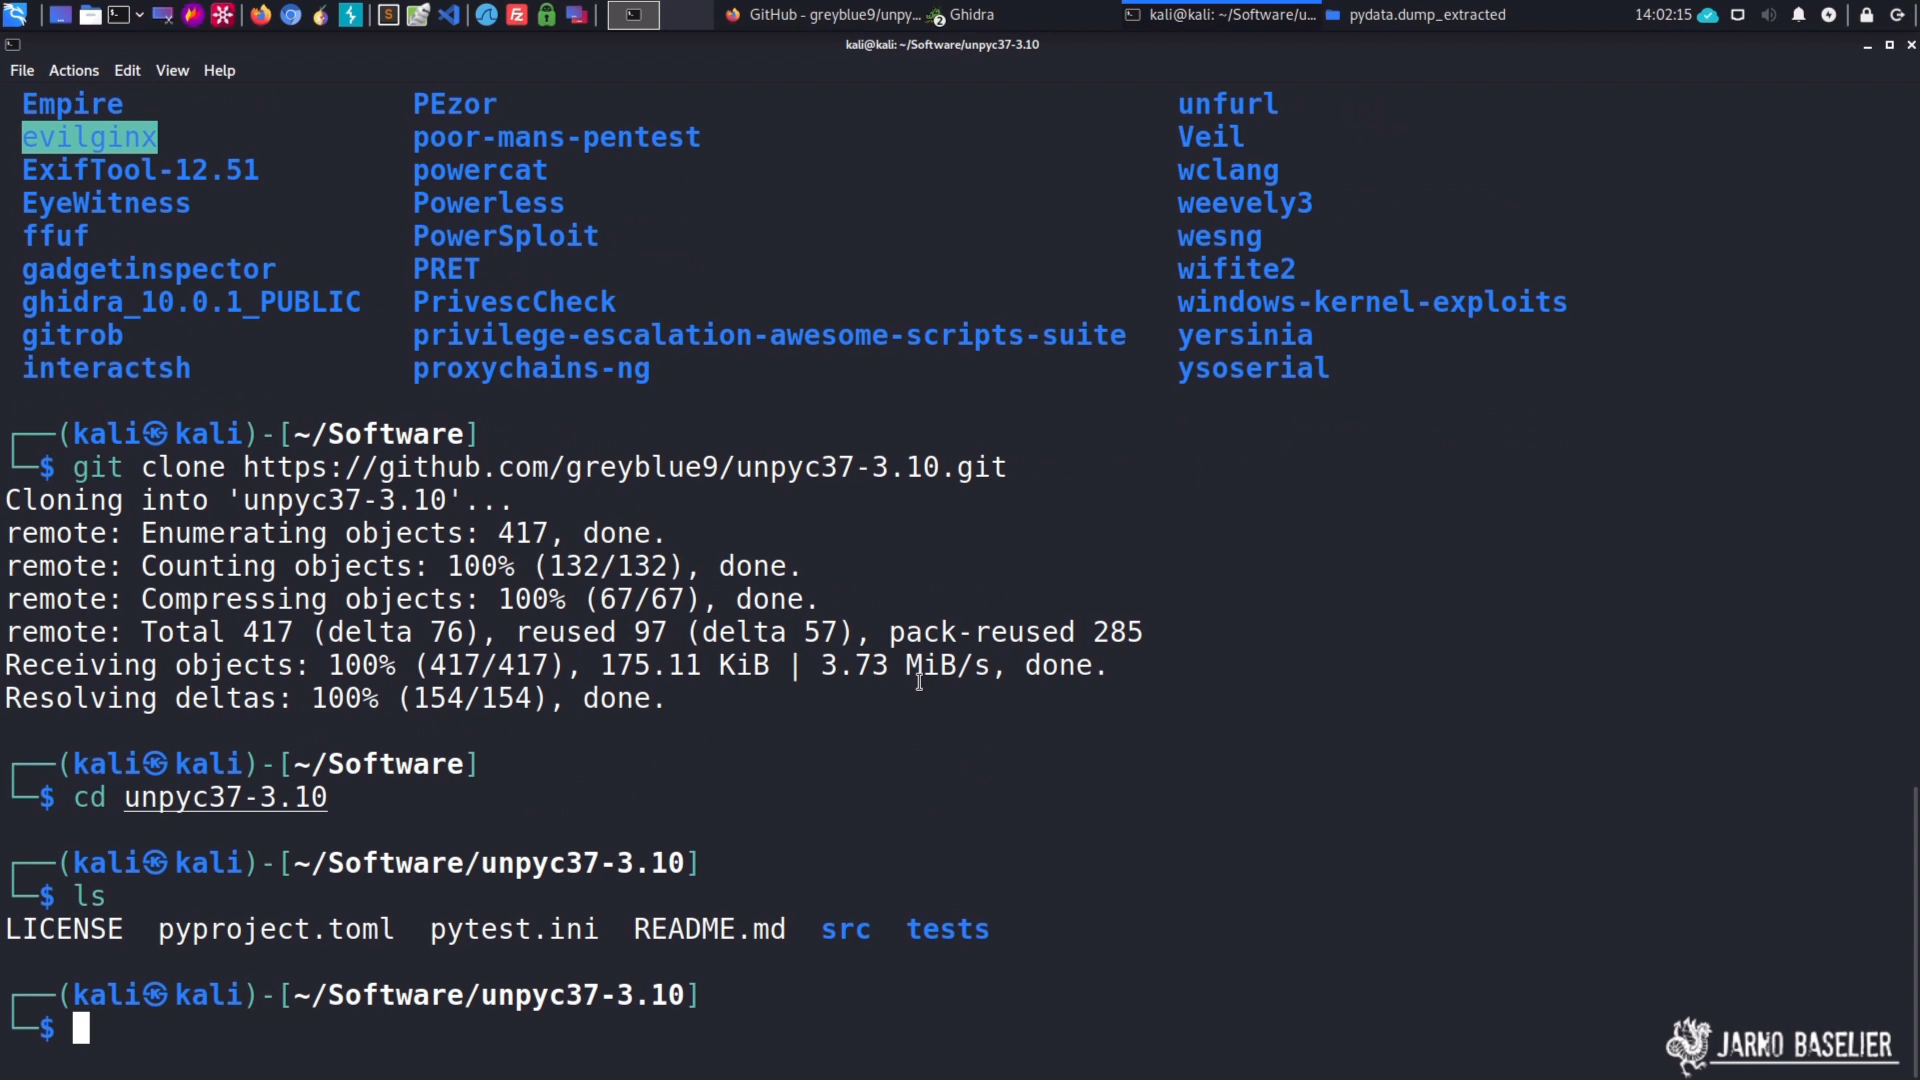 GitHub - greyblue9/unpy...
2
Ghidra
kali@kali: ~/Software/u...
pydata.dump_extracted
14:02:15
kali@kali: ~/Software/unpyc37-3.10
File Actions Edit View Help
Empire PEzor unfurl
evilginx poor-mans-pentest Veil
ExifTool-12.51 powercat wclang
EyeWitness Powerless weevely3
ffuf PowerSploit wesng
gadgetinspector PRET wifite2
ghidra_10.0.1_PUBLIC PrivescCheck windows-kernel-exploits
gitrob privilege-escalation-awesome-scripts-suite yersinia
interactsh proxychains-ng ysoserial
┌──(kali㉿kali)-[~/Software]
└─$ git clone https://github.com/greyblue9/unpyc37-3.10.git
Cloning into 'unpyc37-3.10'...
remote: Enumerating objects: 417, done.
remote: Counting objects: 100% (132/132), done.
remote: Compressing objects: 100% (67/67), done.
remote: Total 417 (delta 76), reused 97 (delta 57), pack-reused 285
Receiving objects: 100% (417/417), 175.11 KiB | 3.73 MiB/s, done.
Resolving deltas: 100% (154/154), done.
┌──(kali㉿kali)-[~/Software]
└─$ cd unpyc37-3.10
┌──(kali㉿kali)-[~/Software/unpyc37-3.10]
└─$ ls
LICENSE pyproject.toml pytest.ini README.md src tests
┌──(kali㉿kali)-[~/Software/unpyc37-3.10]
└─$
JARNO BASELIER